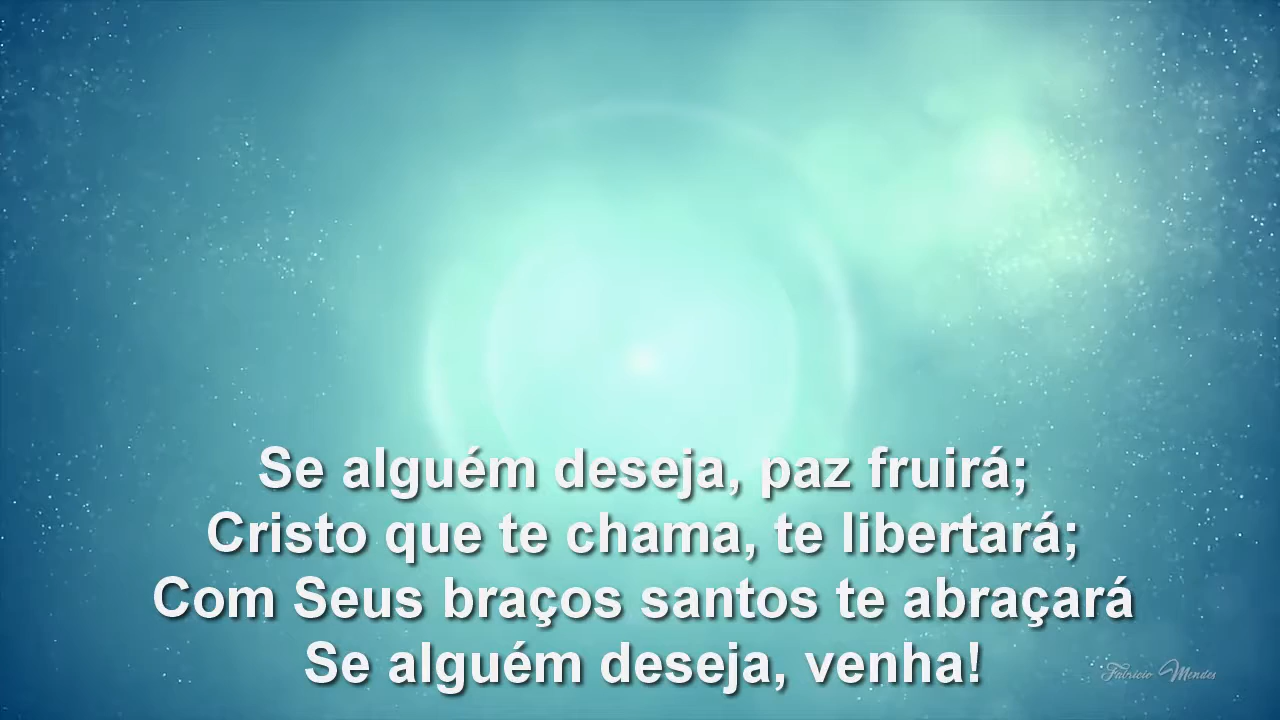 Se alguém deseja, paz fruirá;
Cristo que te chama, te libertará;
Com Seus braços santos te abraçará
Se alguém deseja, venha!
Fabricio Mendes